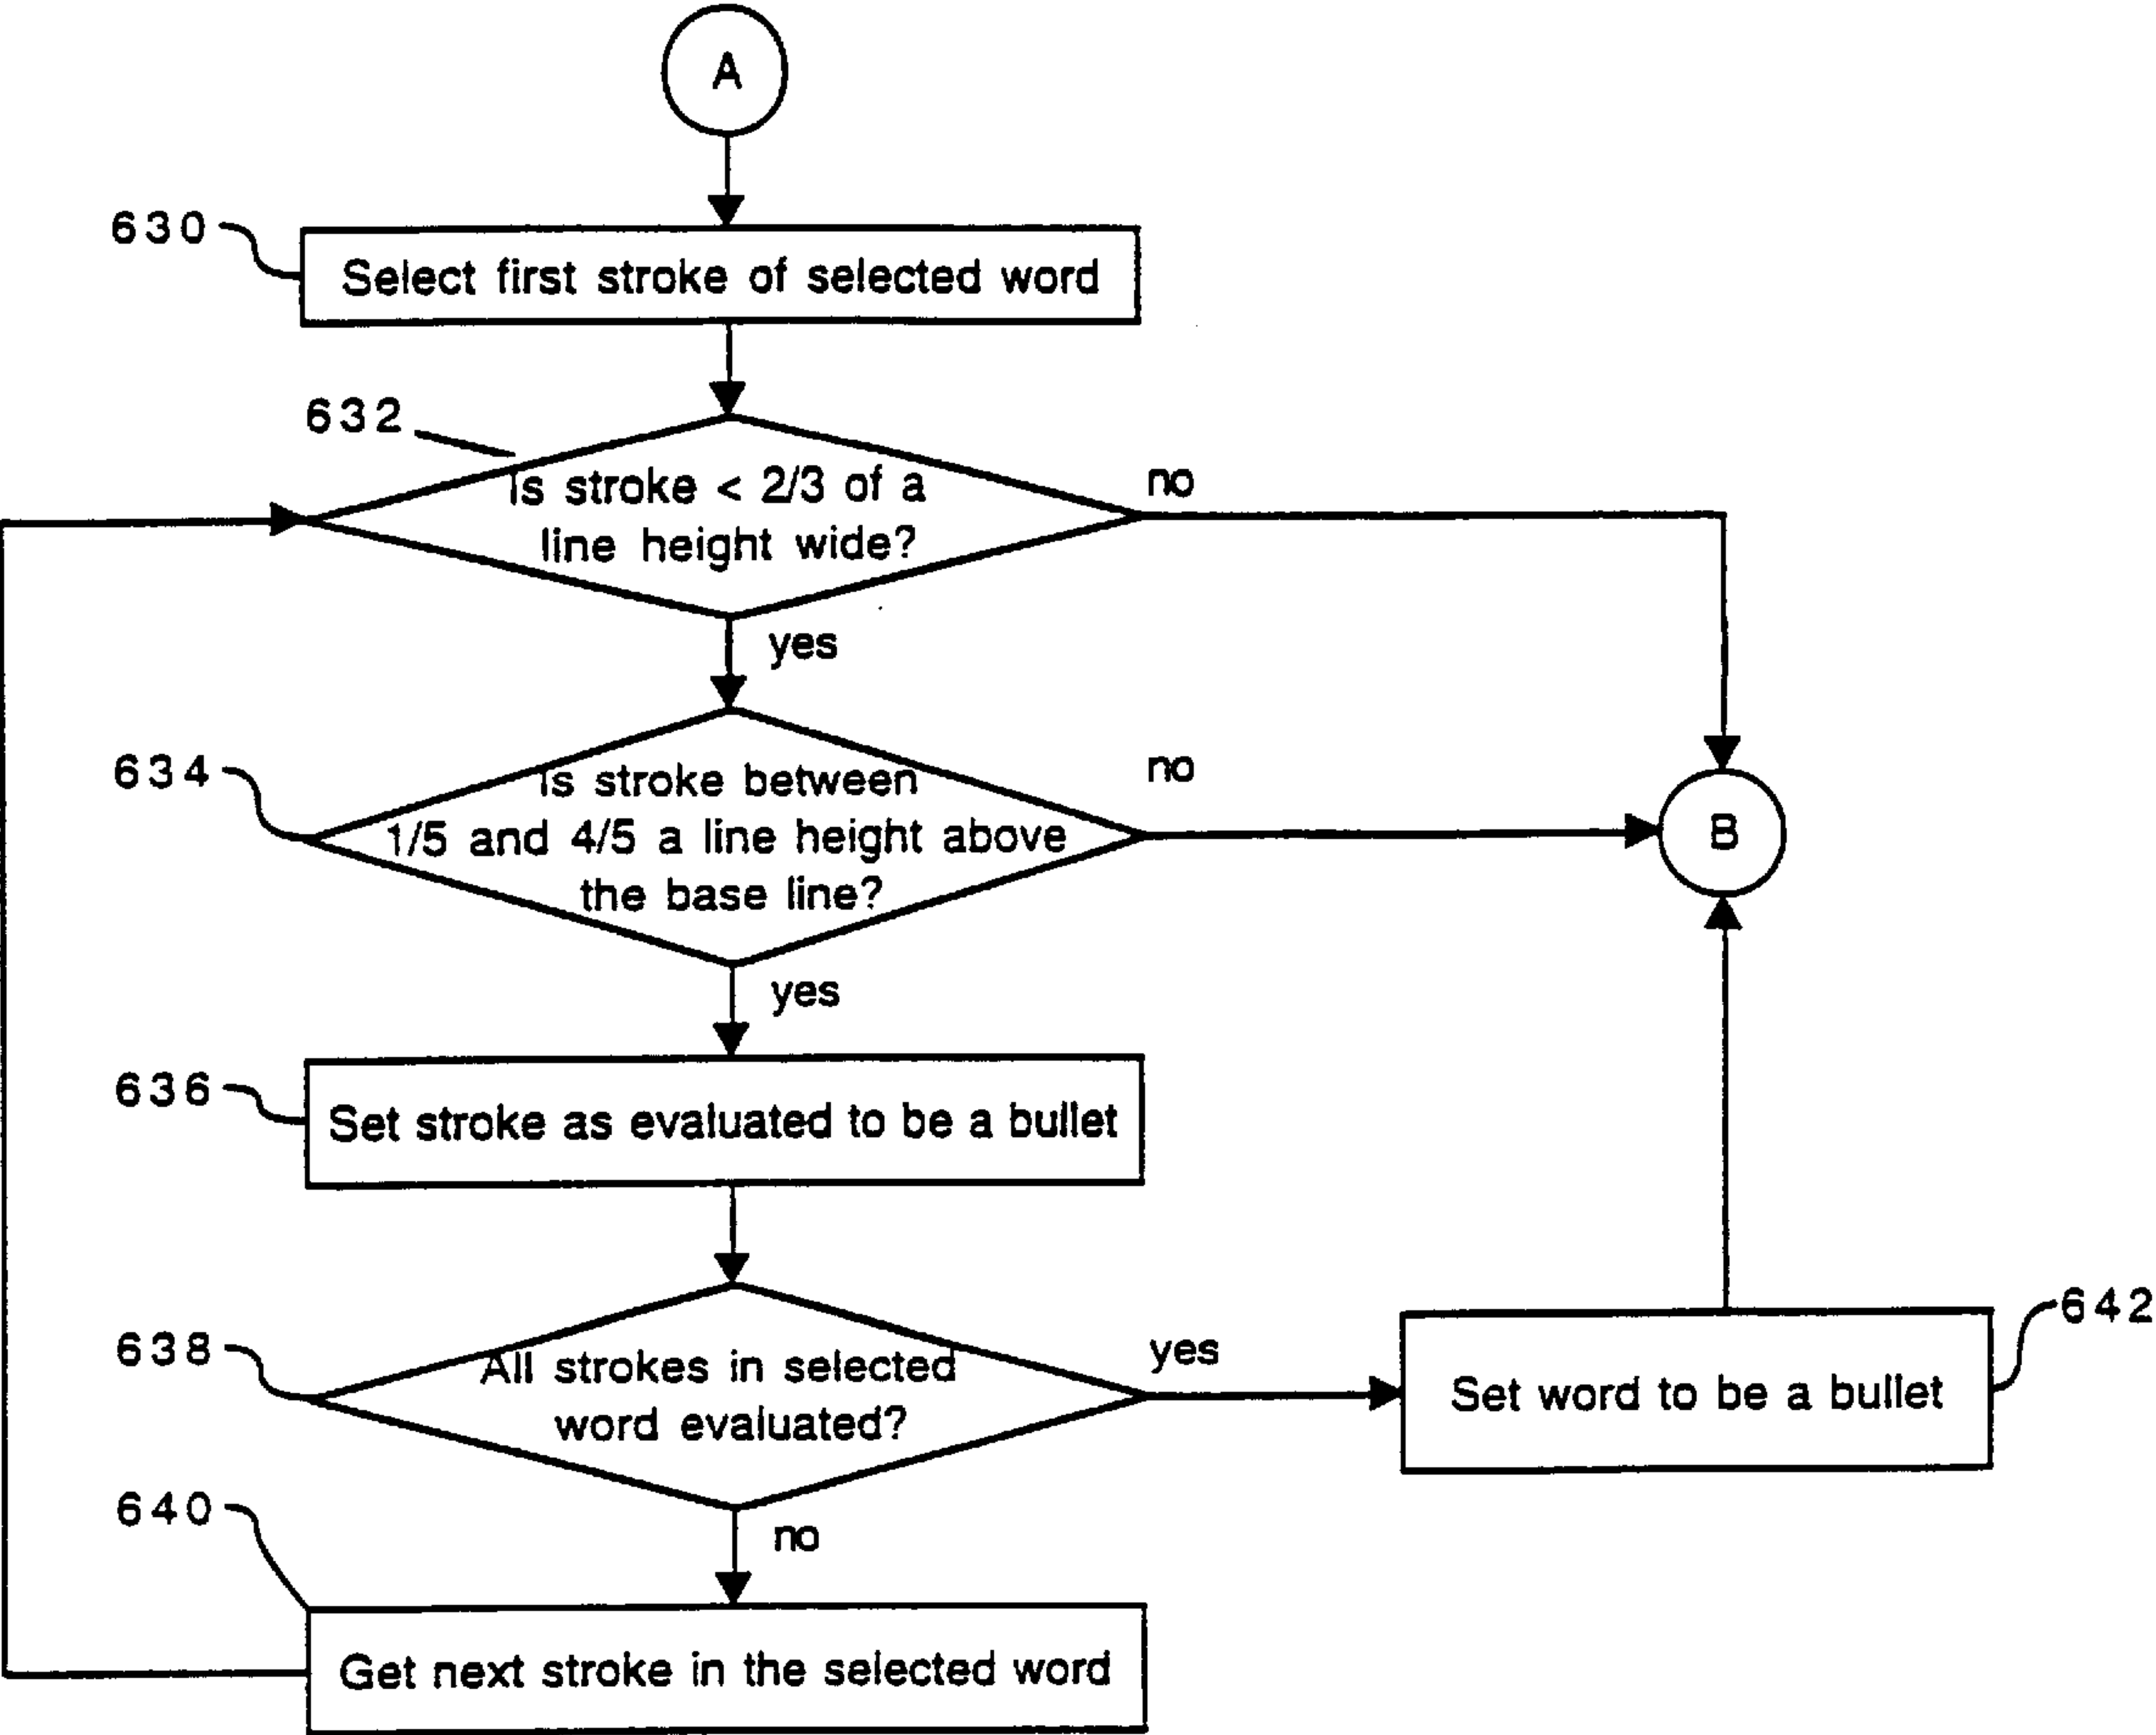 A
630
Select first stroke of selected word
632
Is stroke < 2/3 of a
line height wide?
no
yes
634
Is stroke between
1/5 and 4/5 a line height above
the base line?
no
B
yes
636
Set stroke as evaluated to be a bullet
638
All strokes in selected
word evaluated?
yes
642
Set word to be a bullet
no
640
Get next stroke in the selected word